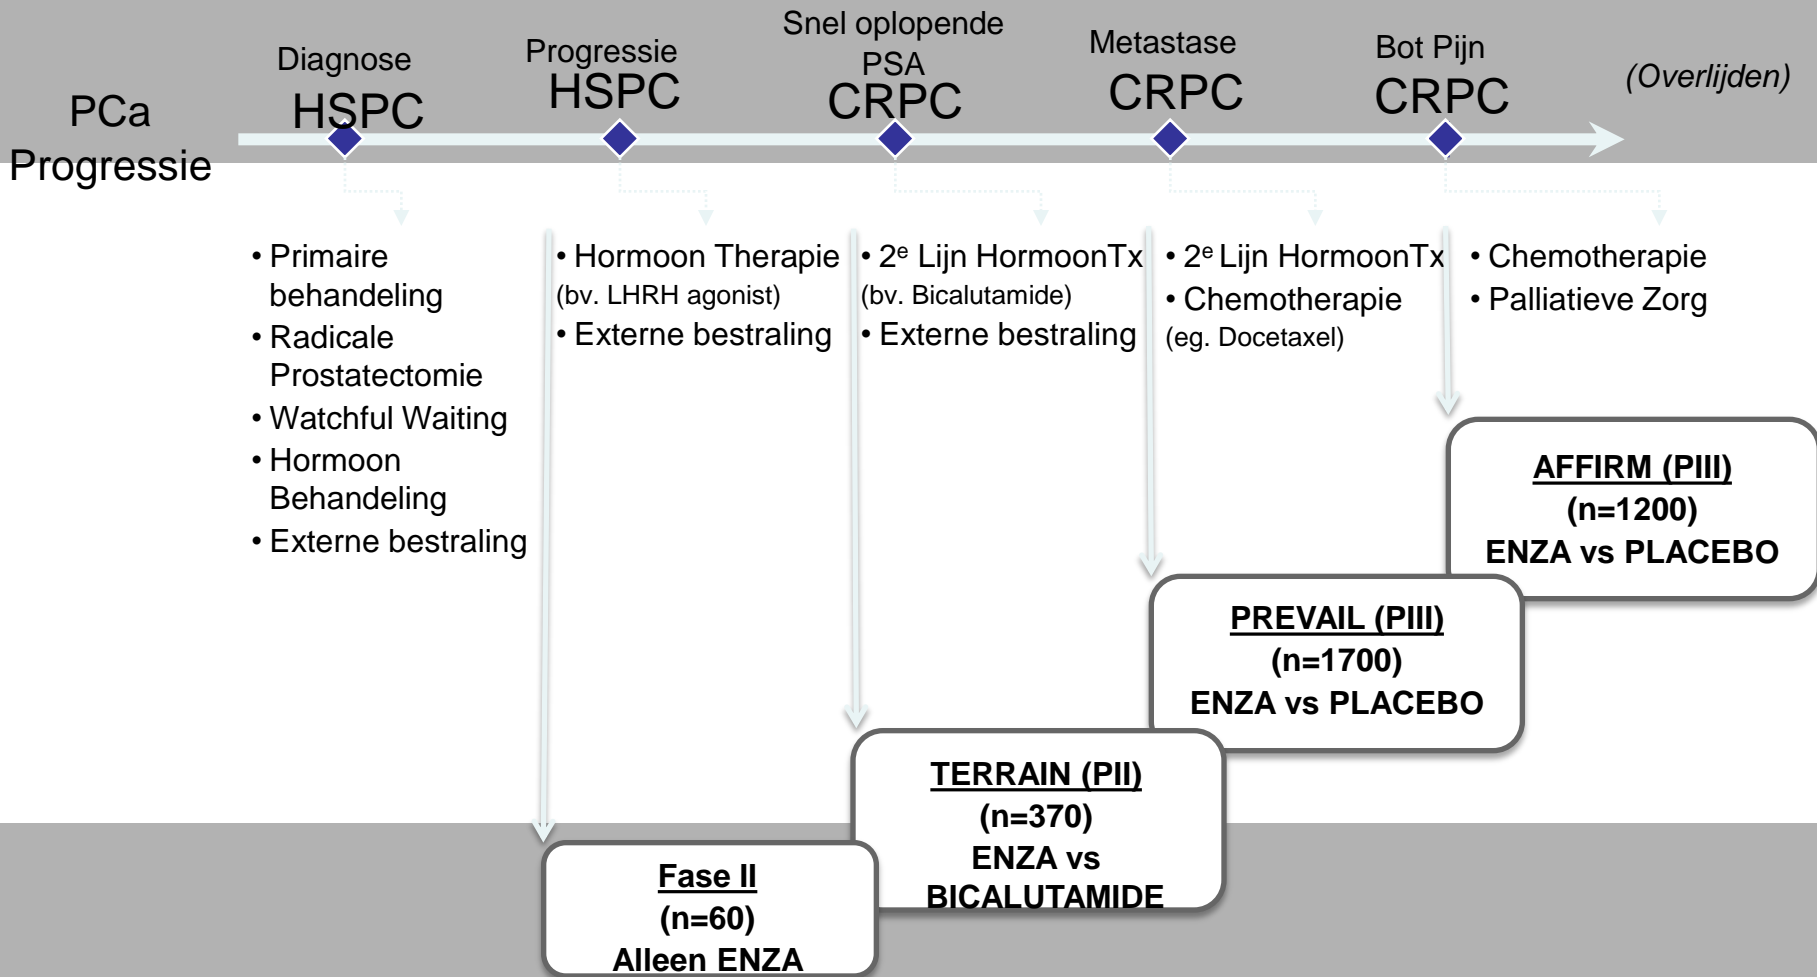 PCa
Progressie
Diagnose
HSPC
Progressie
HSPC
Snel oplopende
PSA
CRPC
Metastase
CRPC
Bot Pijn
CRPC
(Overlijden)
• Primaire
behandeling
• Radicale
Prostatectomie
• Watchful Waiting
• Hormoon
Behandeling
• Externe bestraling
• Hormoon Therapie
(bv. LHRH agonist)
• Externe bestraling
• 2e Lijn HormoonTx
(bv. Bicalutamide)
• Externe bestraling
• 2e Lijn HormoonTx
• Chemotherapie
(eg. Docetaxel)
• Chemotherapie
• Palliatieve Zorg
AFFIRM (PIII)
(n=1200)
ENZA vs PLACEBO
PREVAIL (PIII)
(n=1700)
ENZA vs PLACEBO
TERRAIN (PII)
(n=370)
ENZA vs
BICALUTAMIDE
Fase II
(n=60)
Alleen ENZA